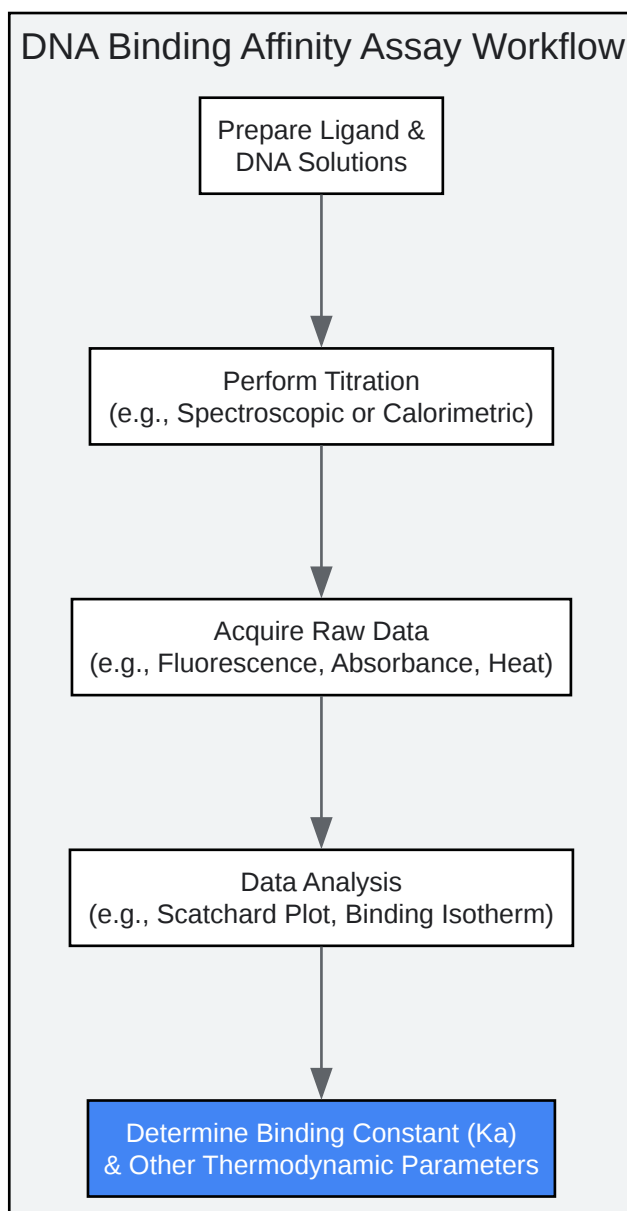 DNA Binding Affinity Assay Workflow
Prepare Ligand &
DNA Solutions
Perform Titration
(e.g., Spectroscopic or Calorimetric)
Acquire Raw Data
(e.g., Fluorescence, Absorbance, Heat)
Data Analysis
(e.g., Scatchard Plot, Binding Isotherm)
Determine Binding Constant (Ka)
& Other Thermodynamic Parameters